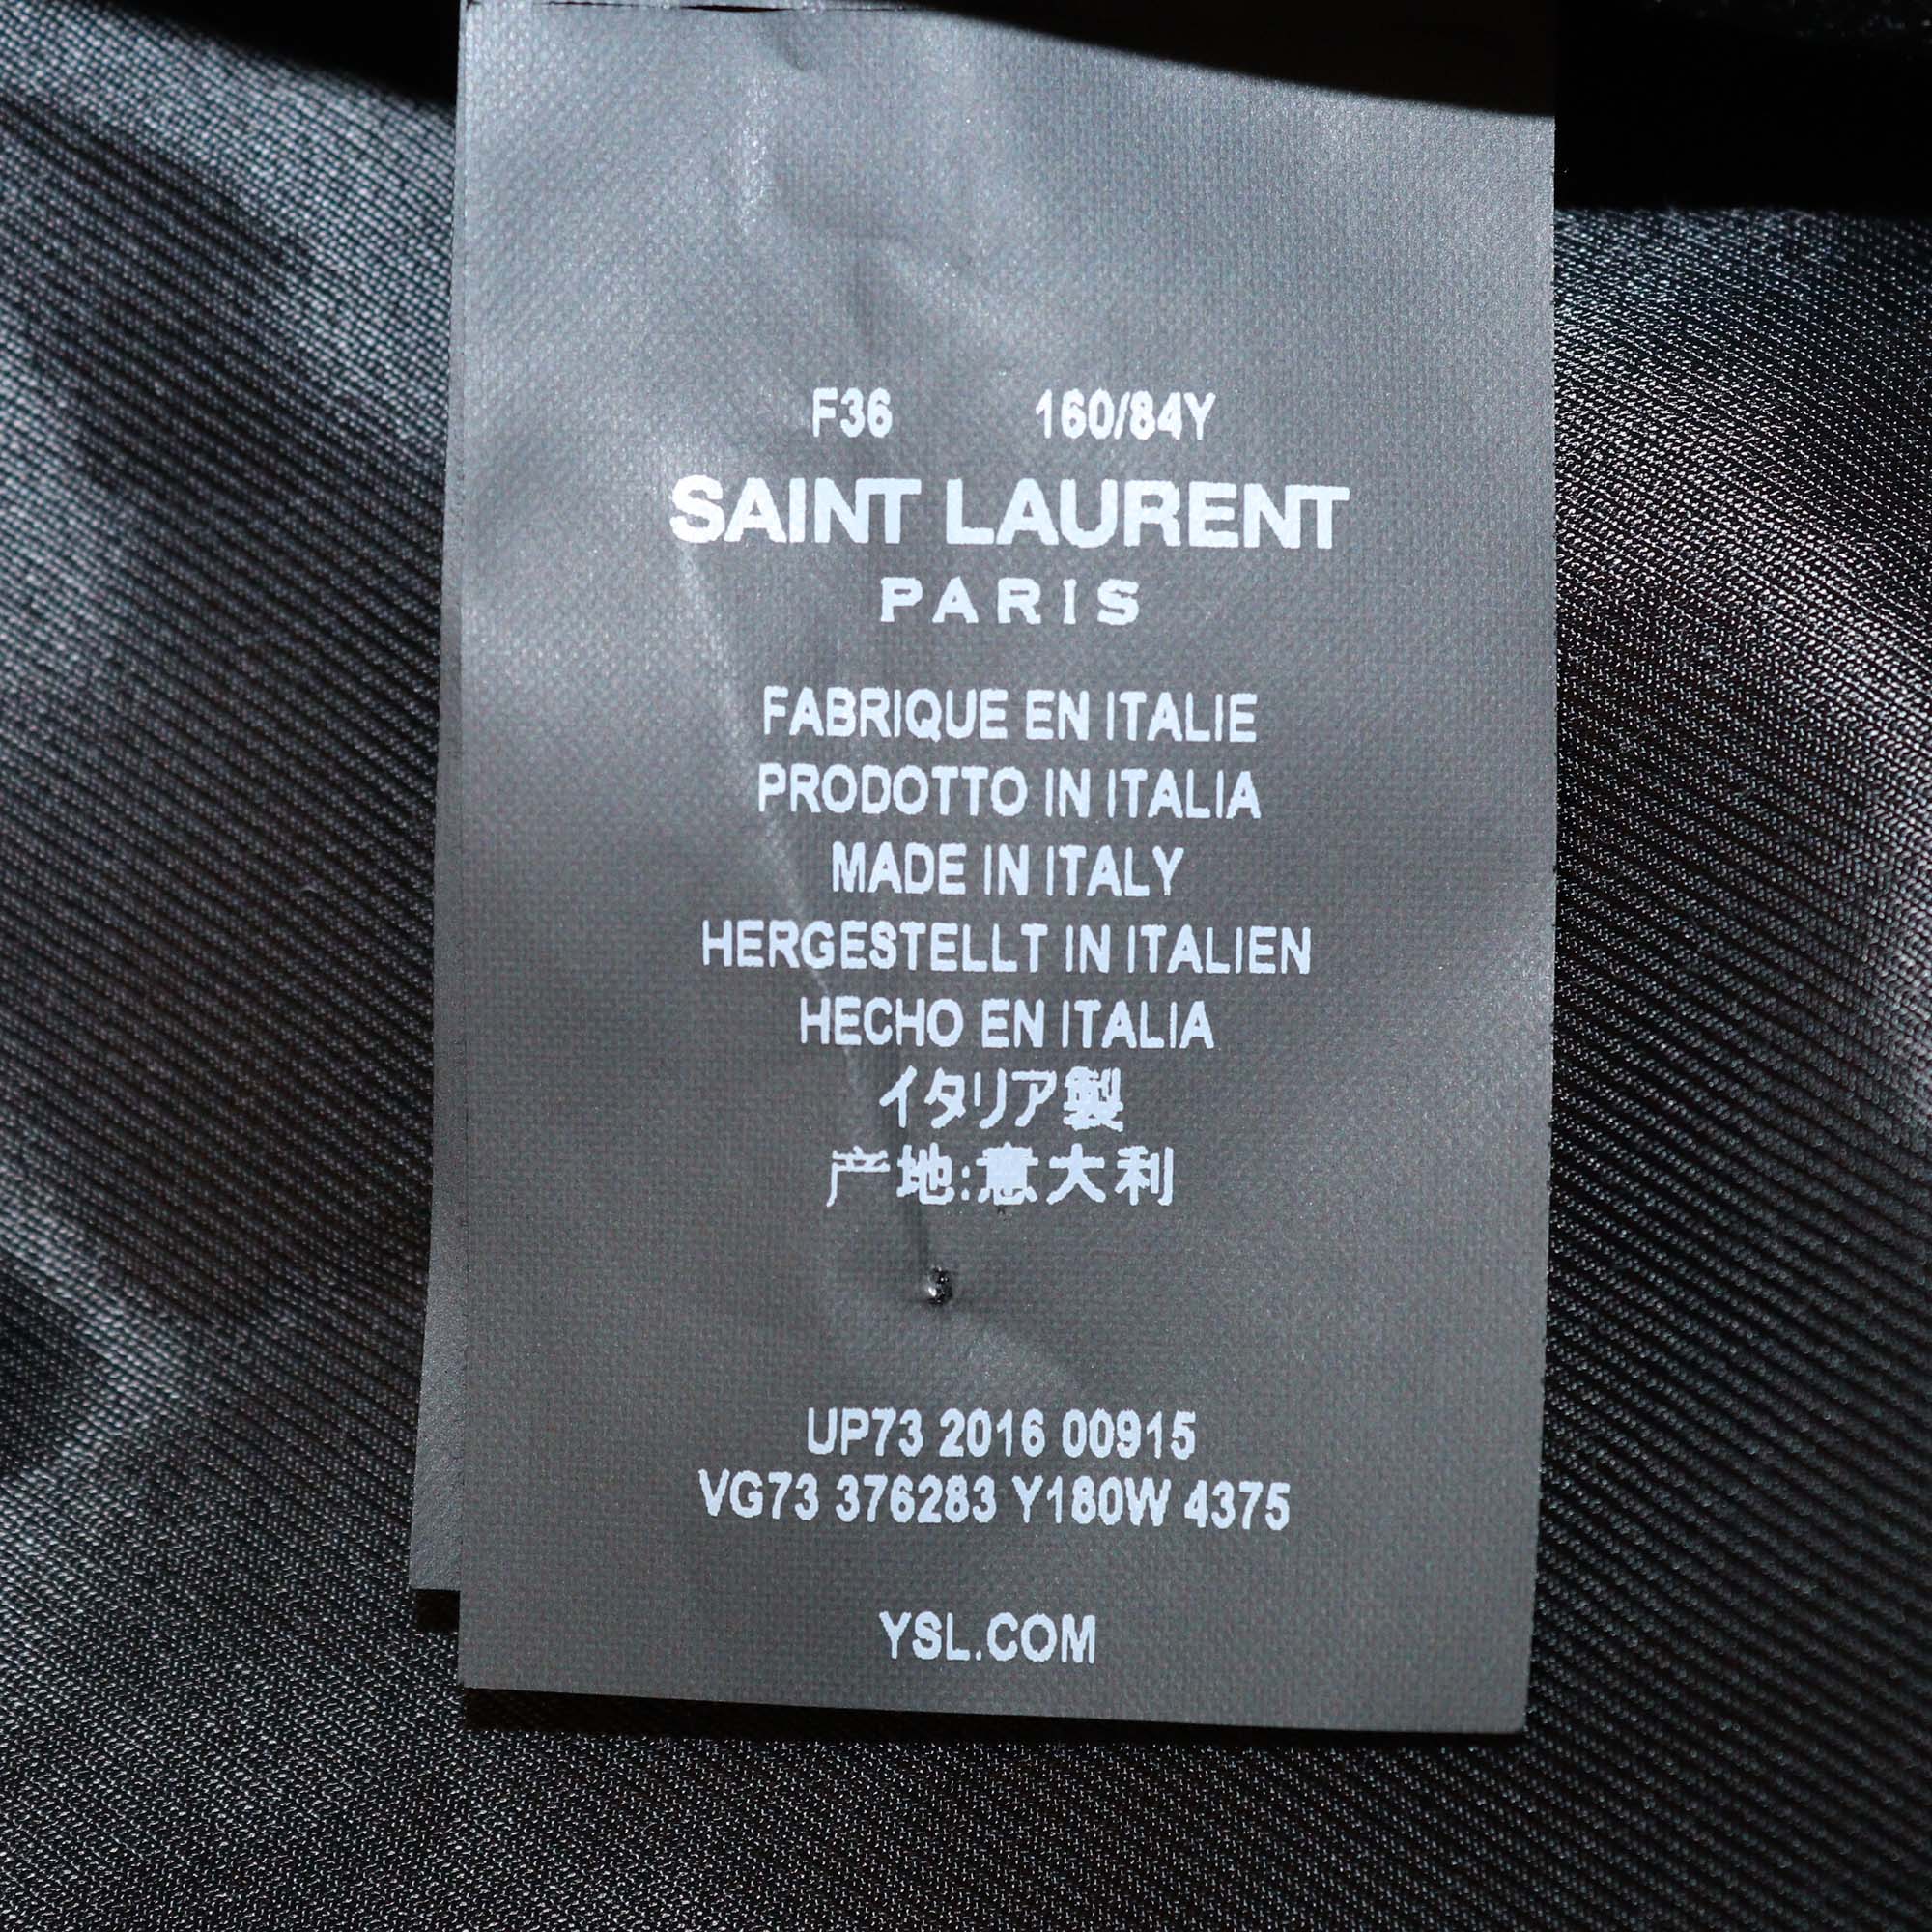 F36 160/84Y
SAINT LAURENT
PARIS
FABRIQUE EN ITALIE
PRODOTTO IN ITALIA
MADE IN ITALY
HERGESTELLT IN ITALIEN
HECHO EN ITALIA
イタリア製
产地:意大利
UP73 2016 00915
VG73 376283 Y180W 4375
YSL.COM